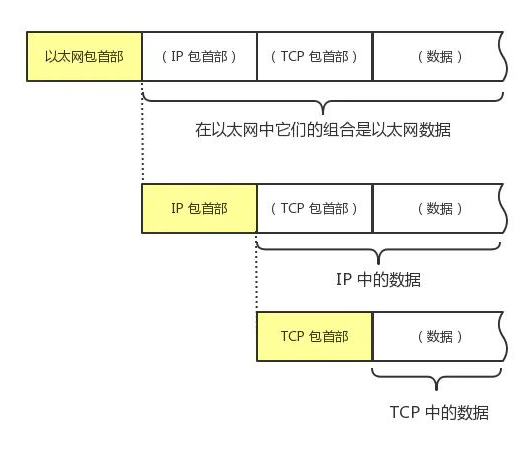 以太网包首部 （IP 包首部） （TCP 包首部） （数据）
在以太网中它们的组合是以太网数据
IP 包首部 （TCP 包首部） （数据）
IP 中的数据
TCP 包首部 （数据）
TCP 中的数据